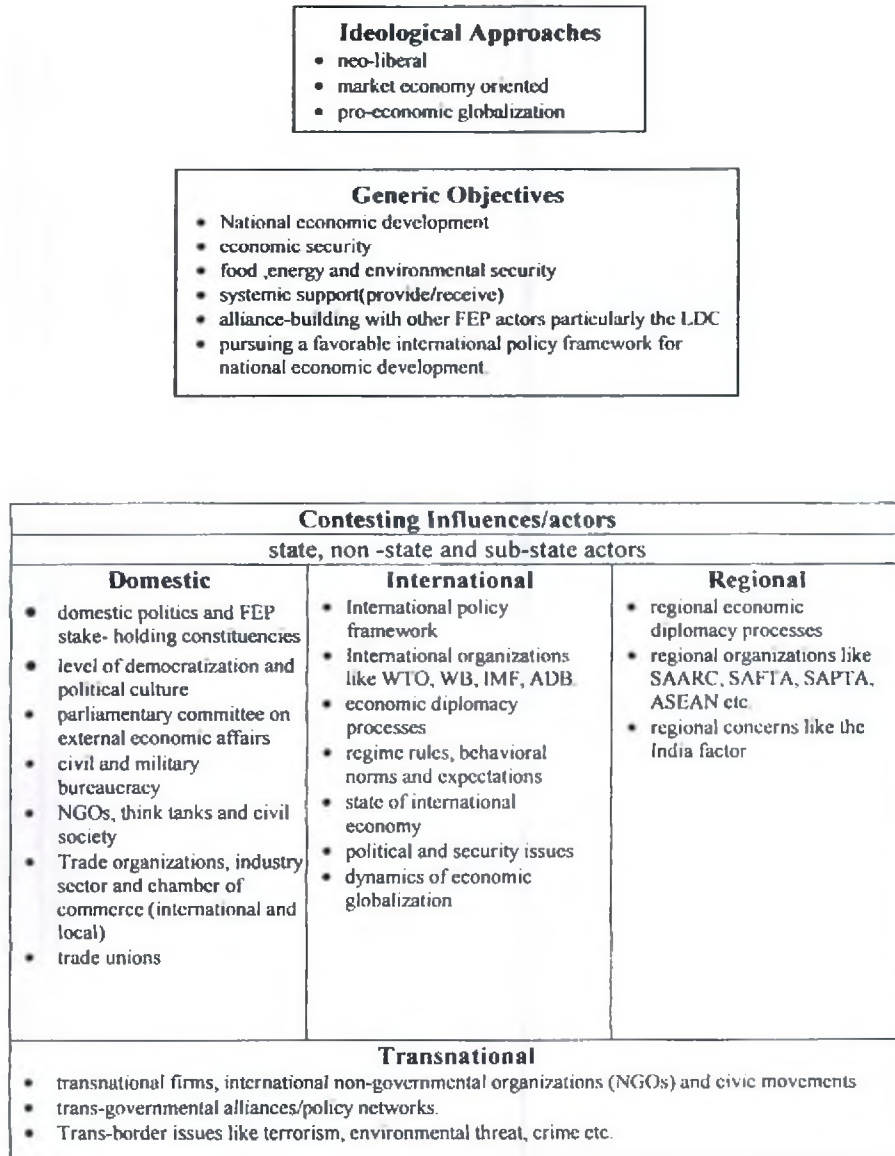 Ideological Approaches
• neo-liberal
• market economy oriented
• pro-economic globalization
Generic Objectives
• National economic development
• economic security
• food ,energy and environmental security
• systemic support(provide/receive)
• alliance-building with other FEP actors particularly the LDC
• pursuing a favorable international policy framework for
national economic development.
Contesting Influences/actors
state, non -state and sub-state actors
Domestic
• domestic politics and FEP
stake- holding constituencies
• level of democratization and
political culture
• parliamentary committee on
external economic affairs
• civil and military
bureaucracy
• NGOs, think tanks and civil
society
• Trade organizations, industry
sector and chamber of
commerce (international and
local)
• trade unions
International
• International policy
framework
• International organizations
like WTO, WB, IMF, ADB.
• economic diplomacy
processes
• regime rules, behavioral
norms and expectations
• state of international
economy
• political and security issues
• dynamics of economic
globalization
Regional
• regional economic
diplomacy processes
• regional organizations like
SAARC, SAFTA, SAPTA,
ASEAN etc.
• regional concerns like the
India factor
Transnational
• transnational firms, international non-governmental organizations (NGOs) and civic movements
• trans-governmental alliances/policy networks.
• Trans-border issues like terrorism, environmental threat, crime etc.